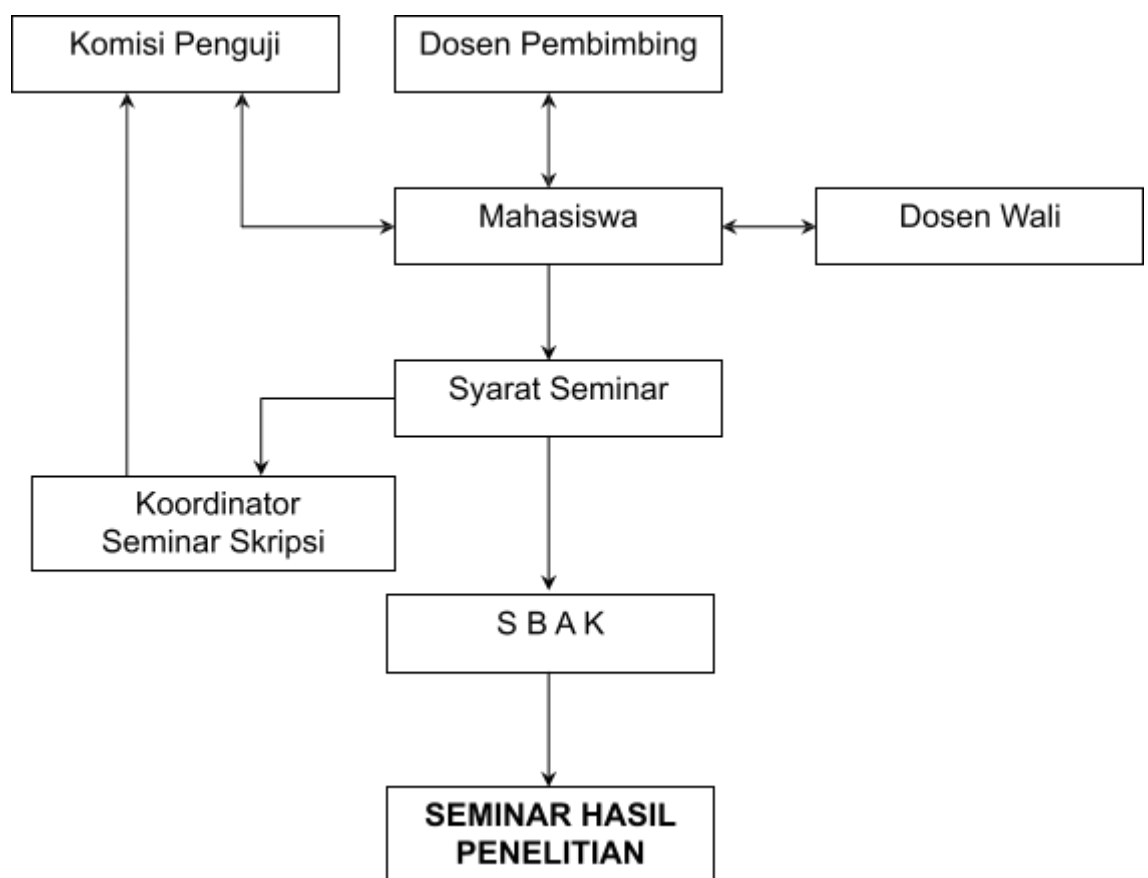 Komisi Penguji
Dosen Pembimbing
Mahasiswa
Dosen Wali
Syarat Seminar
Koordinator
Seminar Skripsi
S B A K
SEMINAR HASIL
PENELITIAN